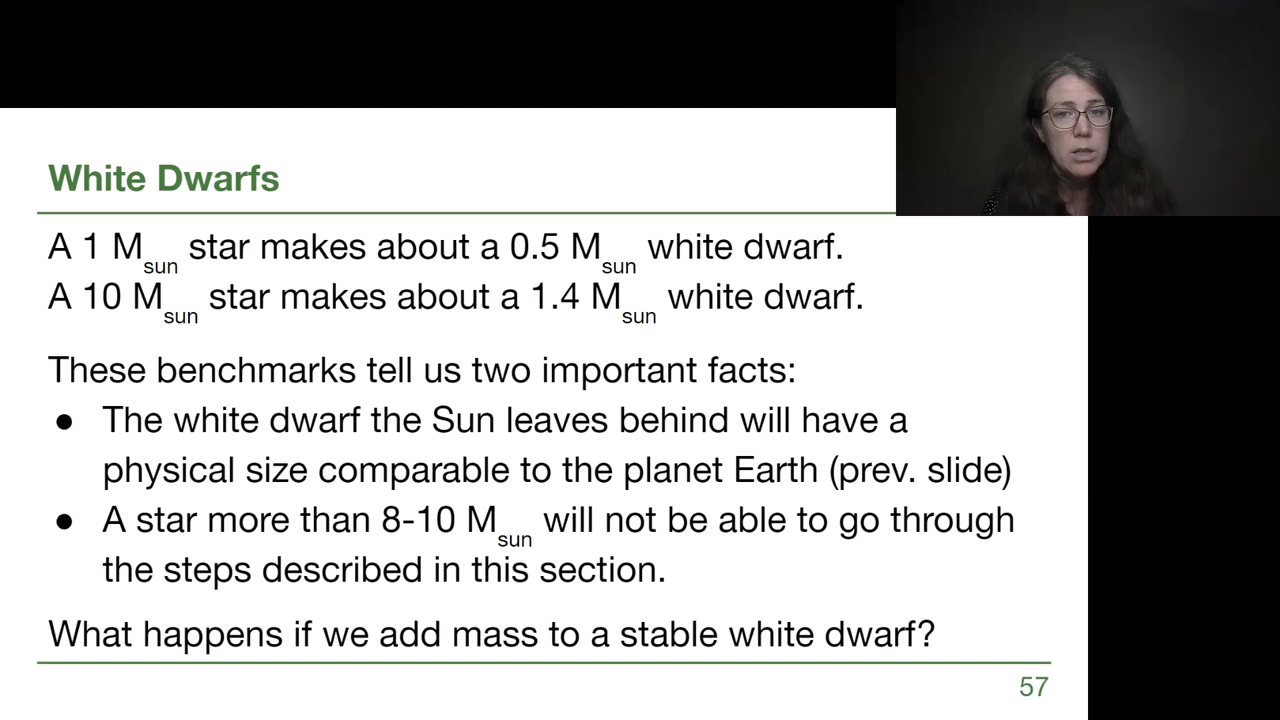 White Dwarfs
A 1 Msun star makes about a 0.5 Msun white dwarf.
A 10 Msun star makes about a 1.4 Msun white dwarf.
These benchmarks tell us two important facts:
● The white dwarf the Sun leaves behind will have a
physical size comparable to the planet Earth (prev. slide)
● A star more than 8-10 Msun will not be able to go through
the steps described in this section.
What happens if we add mass to a stable white dwarf?
57